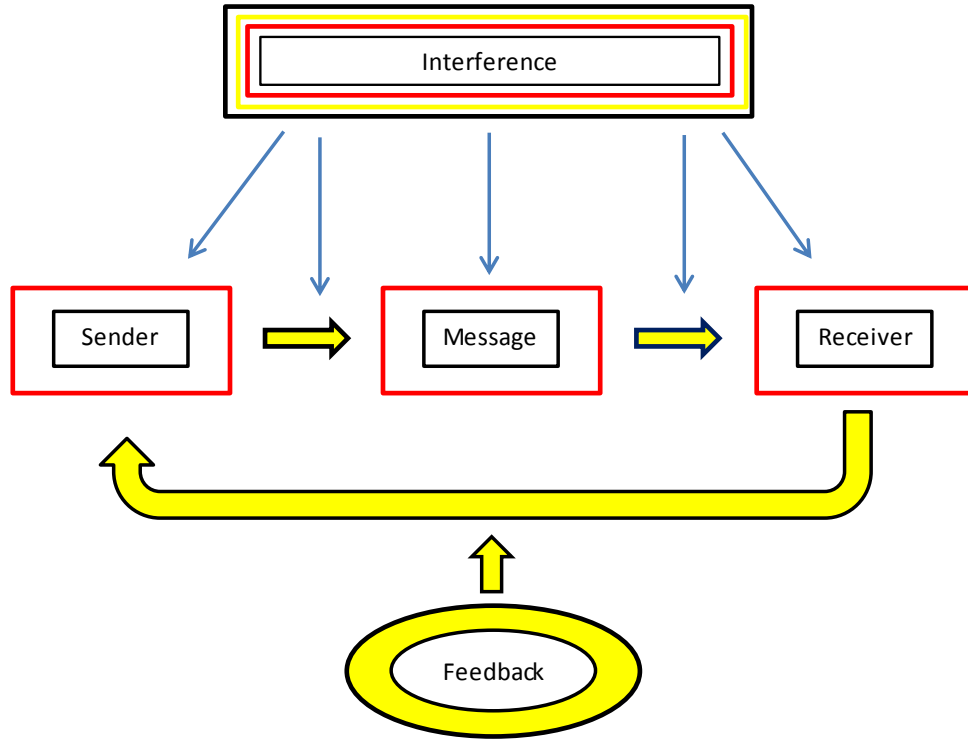 Interference
Sender
Message
Receiver
Feedback